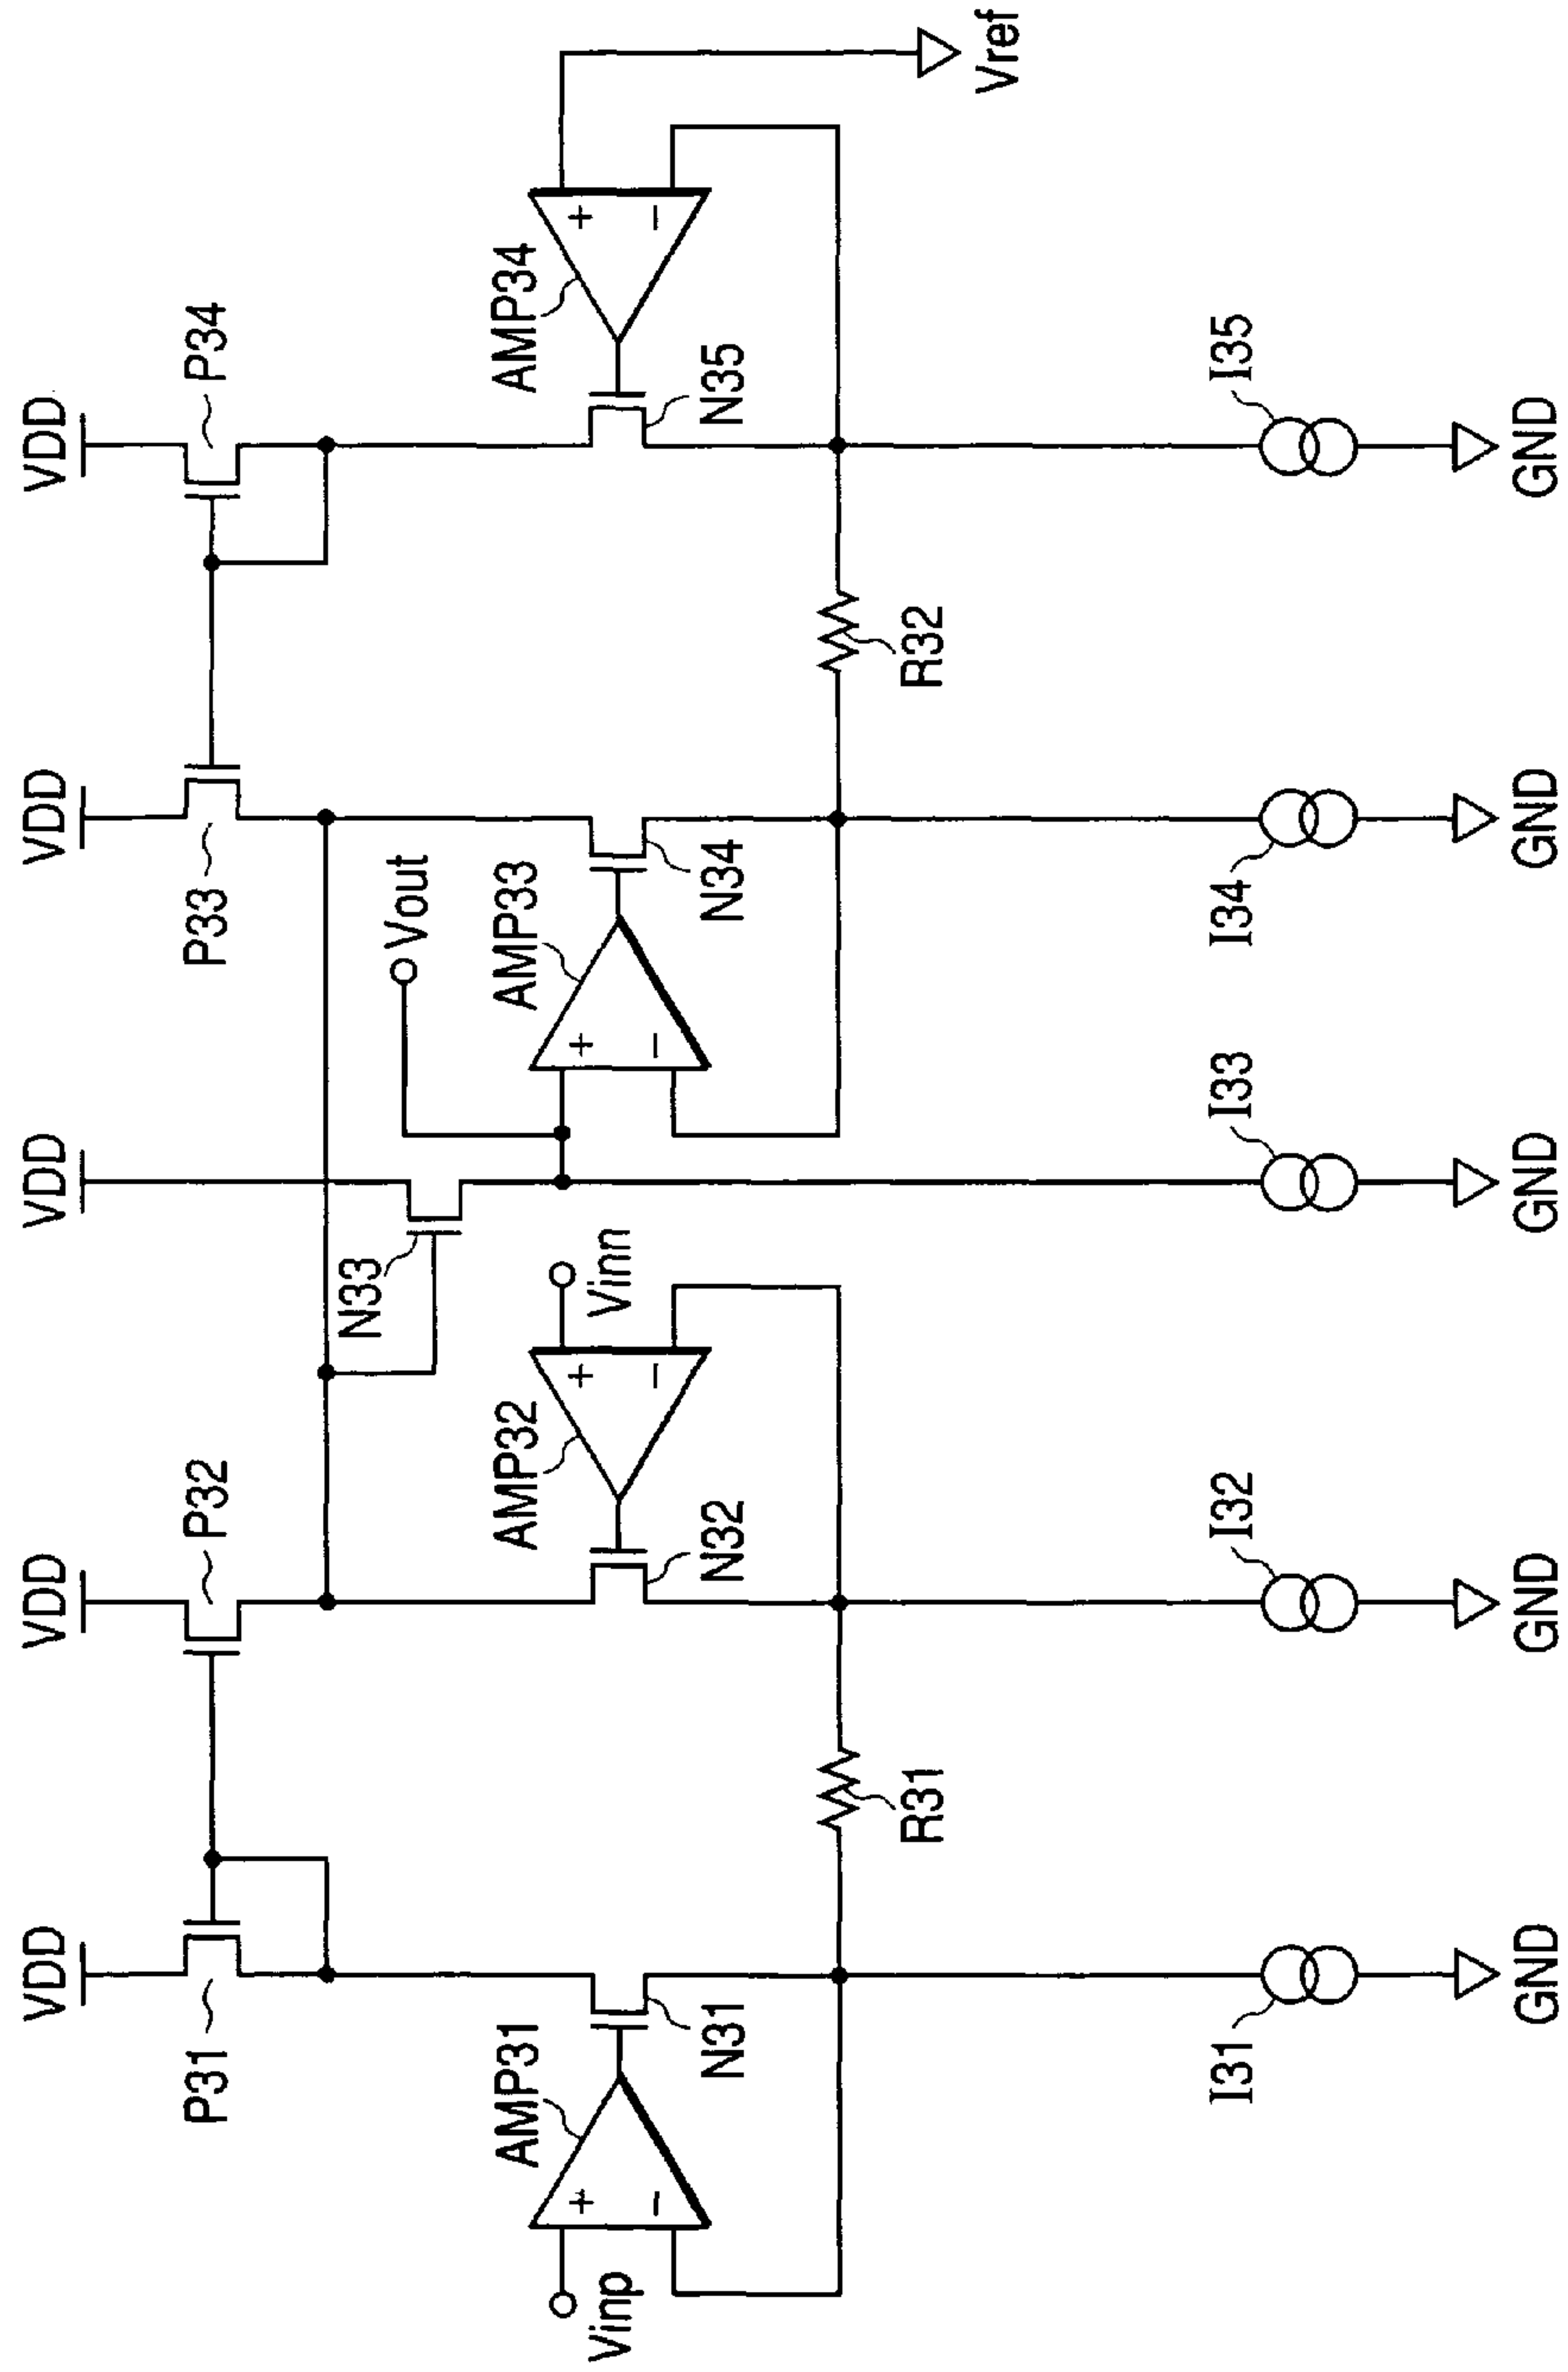 VDD
VDD
VDD
VDD
VDD
P31
P32
P33
P34
N33
Vout
AMP31
AMP32
AMP33
AMP34
+
−
+
−
+
−
+
−
Vinp
Vinn
N31
N32
N34
N35
R31
R32
Vref
I31
I32
I33
I34
I35
GND
GND
GND
GND
GND